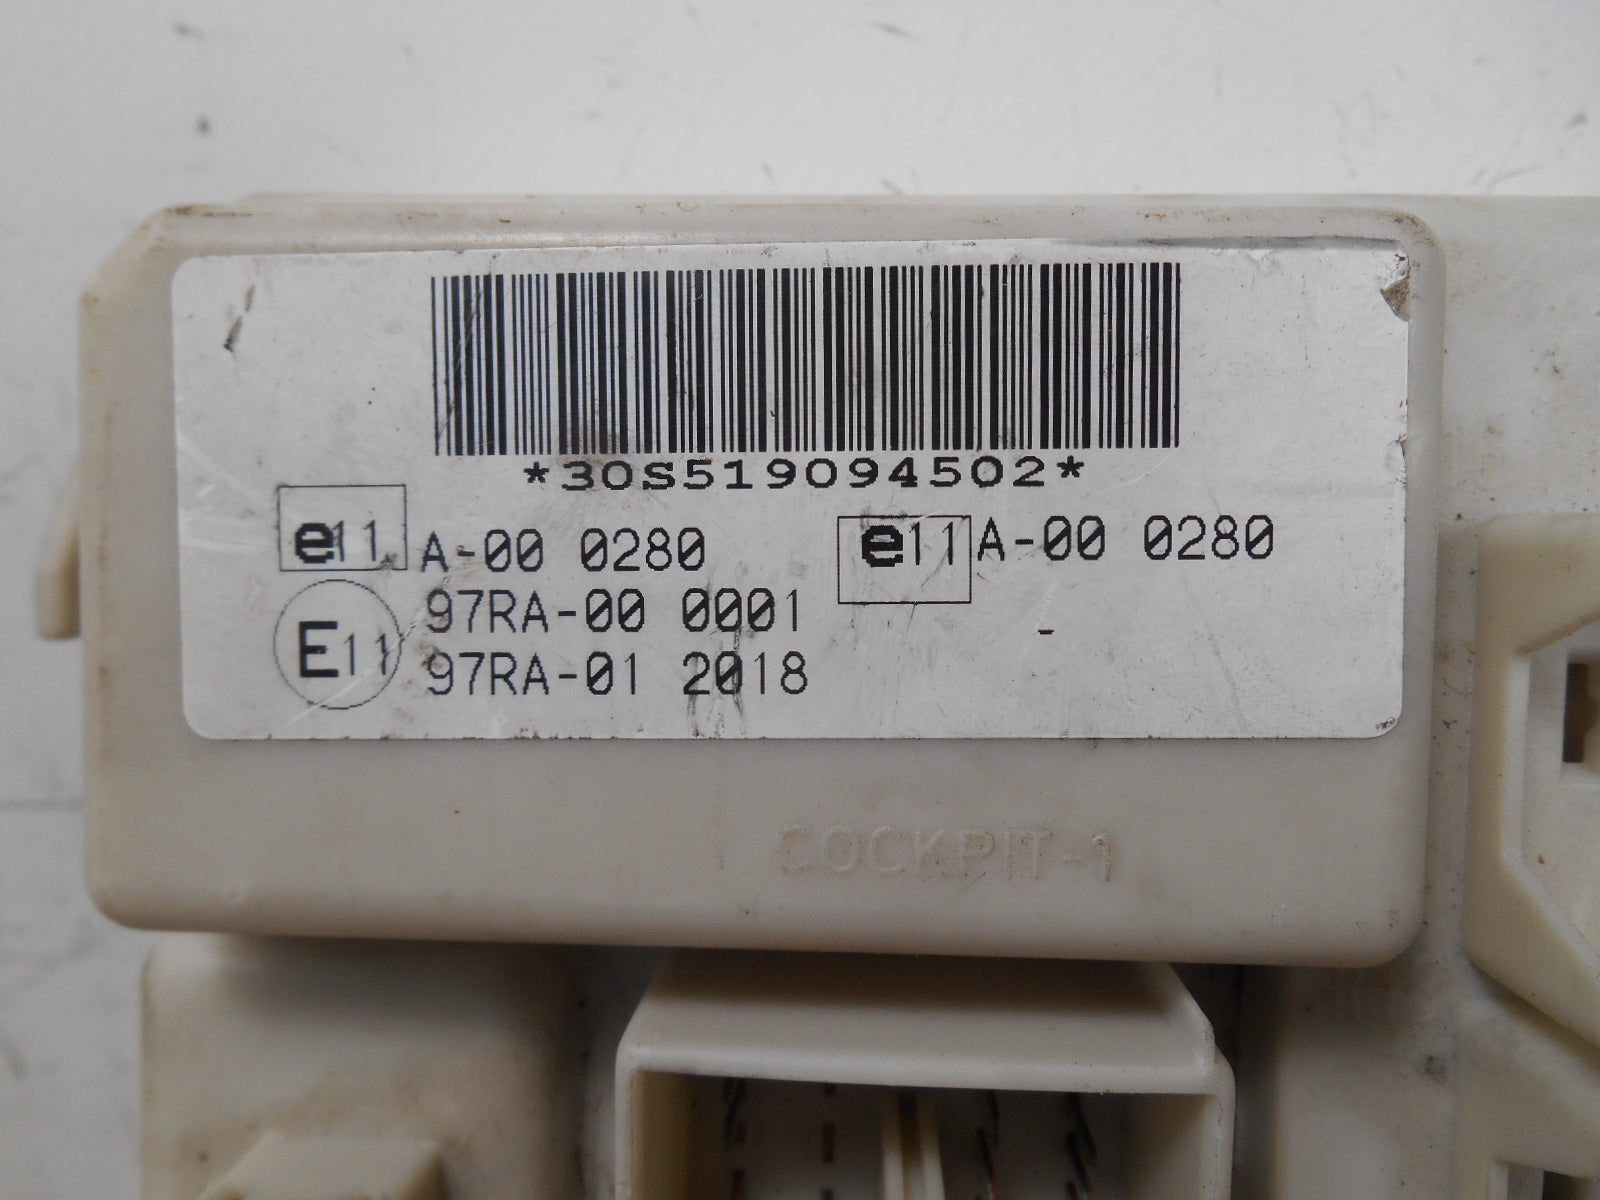 *30S519094502*
e11 A-00 0280 e11 A-00 0280
97RA-00 0001
E11 97RA-01 2018
-
COCKPIT-1